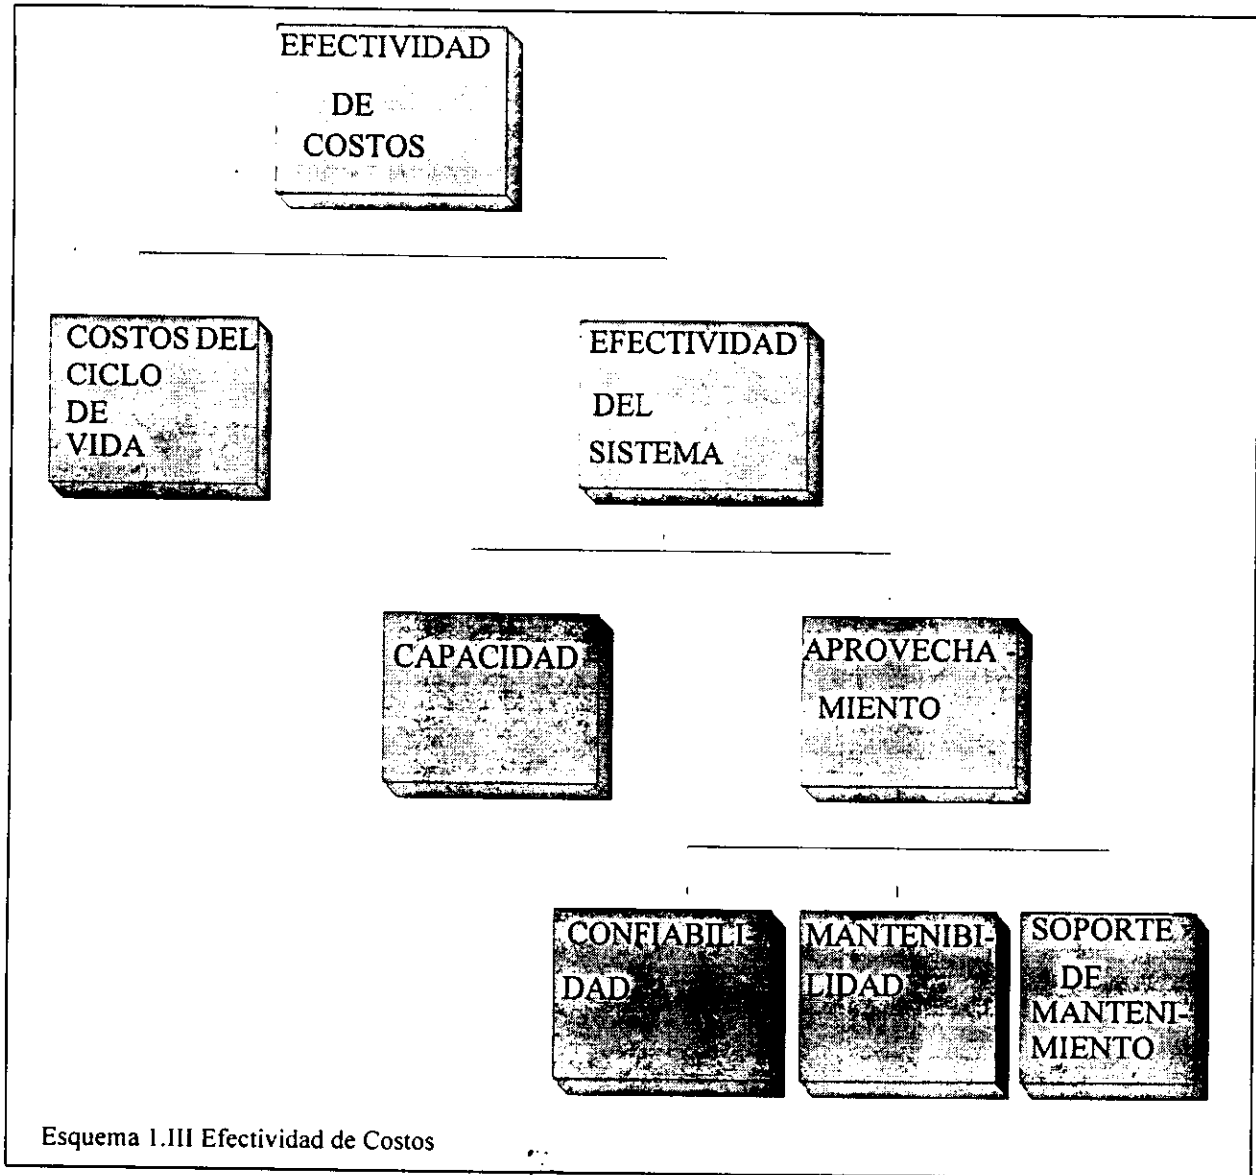 EFECTIVIDAD
DE
COSTOS
COSTOS DEL
CICLO
DE
VIDA
EFECTIVIDAD
DEL
SISTEMA
CAPACIDAD
APROVECHA -
MIENTO
CONFIABILI-
DAD
MANTENIBI-
LIDAD
SOPORTE
DE
MANTENI-
MIENTO
Esquema 1.III Efectividad de Costos